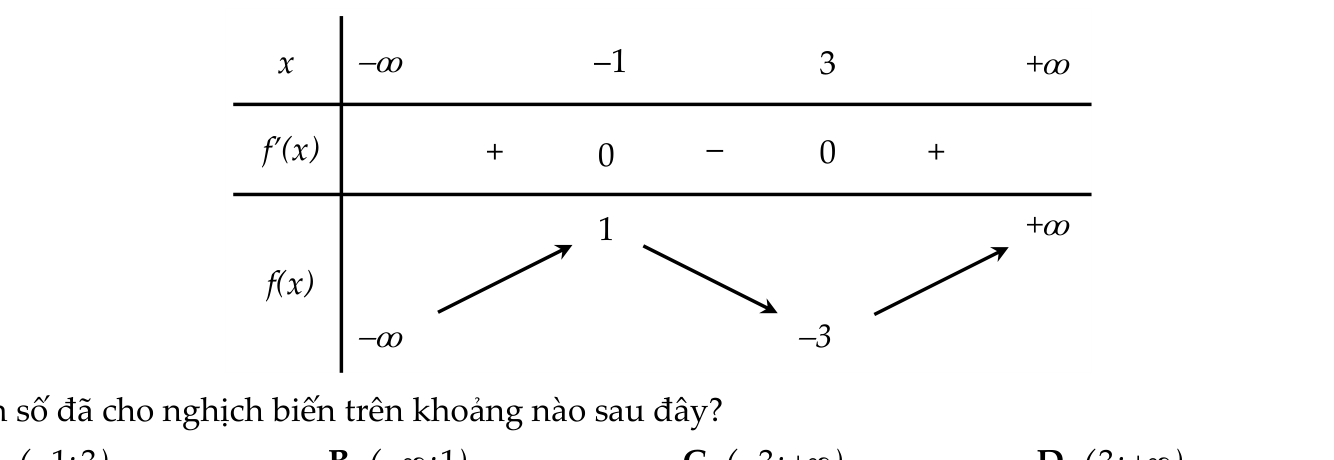 x −∞ −1 3 +∞
f′(x) + 0 − 0 +
1 +∞
f(x)
−∞ −3
số đã cho nghịch biến trên khoảng nào sau đây?
B. D.